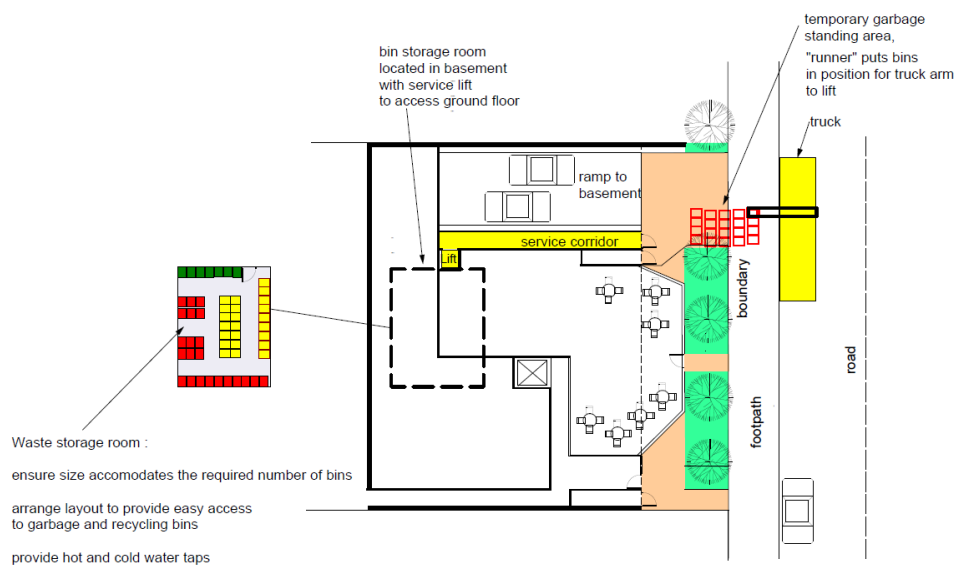 temporary garbage
standing area,
"runner" puts bins
in position for truck arm
to lift
truck
bin storage room
located in basement
with service lift
to access ground floor
ramp to
basement
service corridor
Lift
boundary
footpath
road
Waste storage room :
ensure size accomodates the required number of bins
arrange layout to provide easy access
to garbage and recycling bins
provide hot and cold water taps